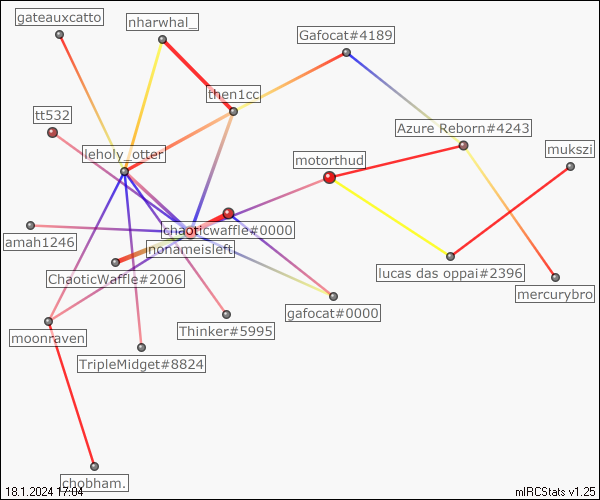 gateauxcatto
nharwhal_
Gafocat#4189
then1cc
tt532
Azure Reborn#4243
leholy_otter
motorthud
mukszi
chaoticwaffle#0000
amah1246
nonameisleft
lucas das oppai#2396
ChaoticWaffle#2006
mercurybro
gafocat#0000
Thinker#5995
moonraven
TripleMidget#8824
chobham.
18.1.2024 17:04
mIRCStats v1.25